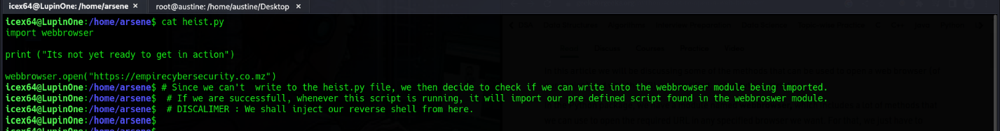 icex64@LupinOne: /home/arsene ×
root@austine: /home/austine/Desktop ×
icex64@LupinOne:/home/arsene$ cat heist.py
import webbrowser
print ("Its not yet ready to get in action")
webbrowser.open("https://empirecybersecurity.co.mz")
icex64@LupinOne:/home/arsene$ # Since we can't  write to the heist.py file, we then decide to check if we can write into the webbrowser module being imported.
icex64@LupinOne:/home/arsene$  # If we are successfull, whenever this script is running, it will import our pre defined script found in the webbroswer module.
icex64@LupinOne:/home/arsene$  # DISCALIMER : We shall inject our reverse shell from here.
icex64@LupinOne:/home/arsene$
icex64@LupinOne:/home/arsene$